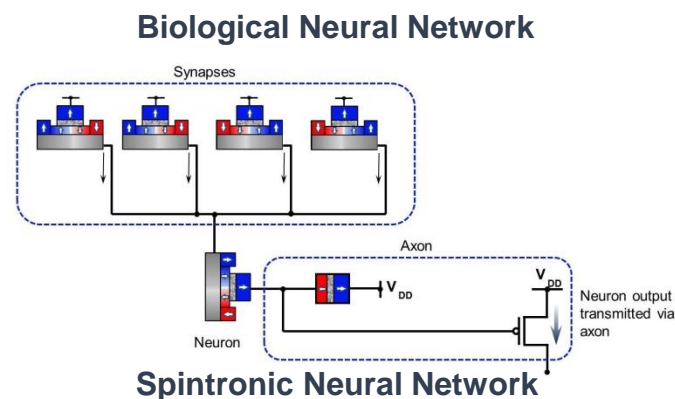 Biological Neural Network
Synapses
Axon
V DD
V DD
Neuron output
transmitted via
axon
Neuron
Spintronic Neural Network